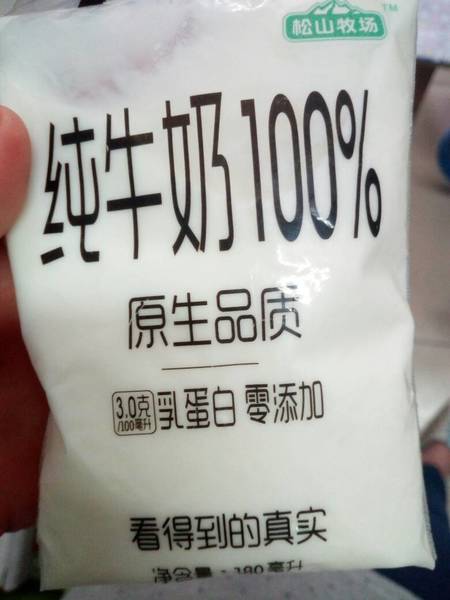 松山牧场 TM
纯牛奶100%
原生品质
3.0克
/100毫升
乳蛋白 零添加
看得到的真实
净含量:180毫升